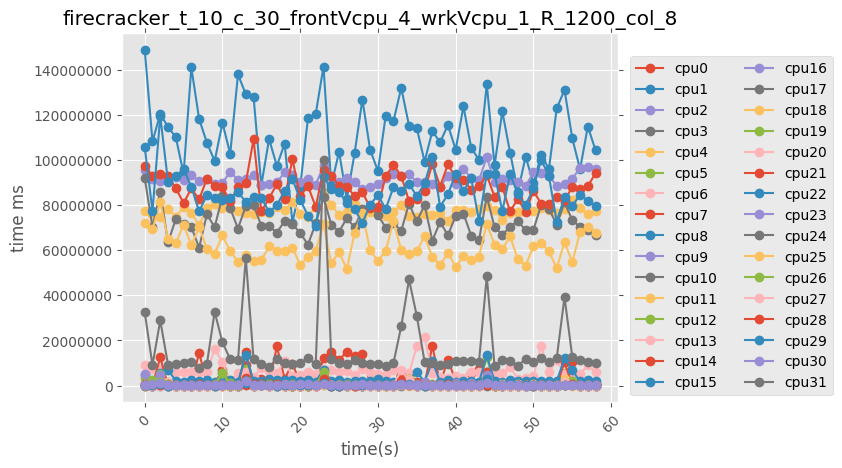 firecracker_t_10_c_30_frontVcpu_4_wrkVcpu_1_R_1200_col_8
time ms
140000000
120000000
100000000
80000000
60000000
40000000
20000000
0
0
10
20
30
40
50
60
time(s)
cpu0
cpu1
cpu2
cpu3
cpu4
cpu5
cpu6
cpu7
cpu8
cpu9
cpu10
cpu11
cpu12
cpu13
cpu14
cpu15
cpu16
cpu17
cpu18
cpu19
cpu20
cpu21
cpu22
cpu23
cpu24
cpu25
cpu26
cpu27
cpu28
cpu29
cpu30
cpu31